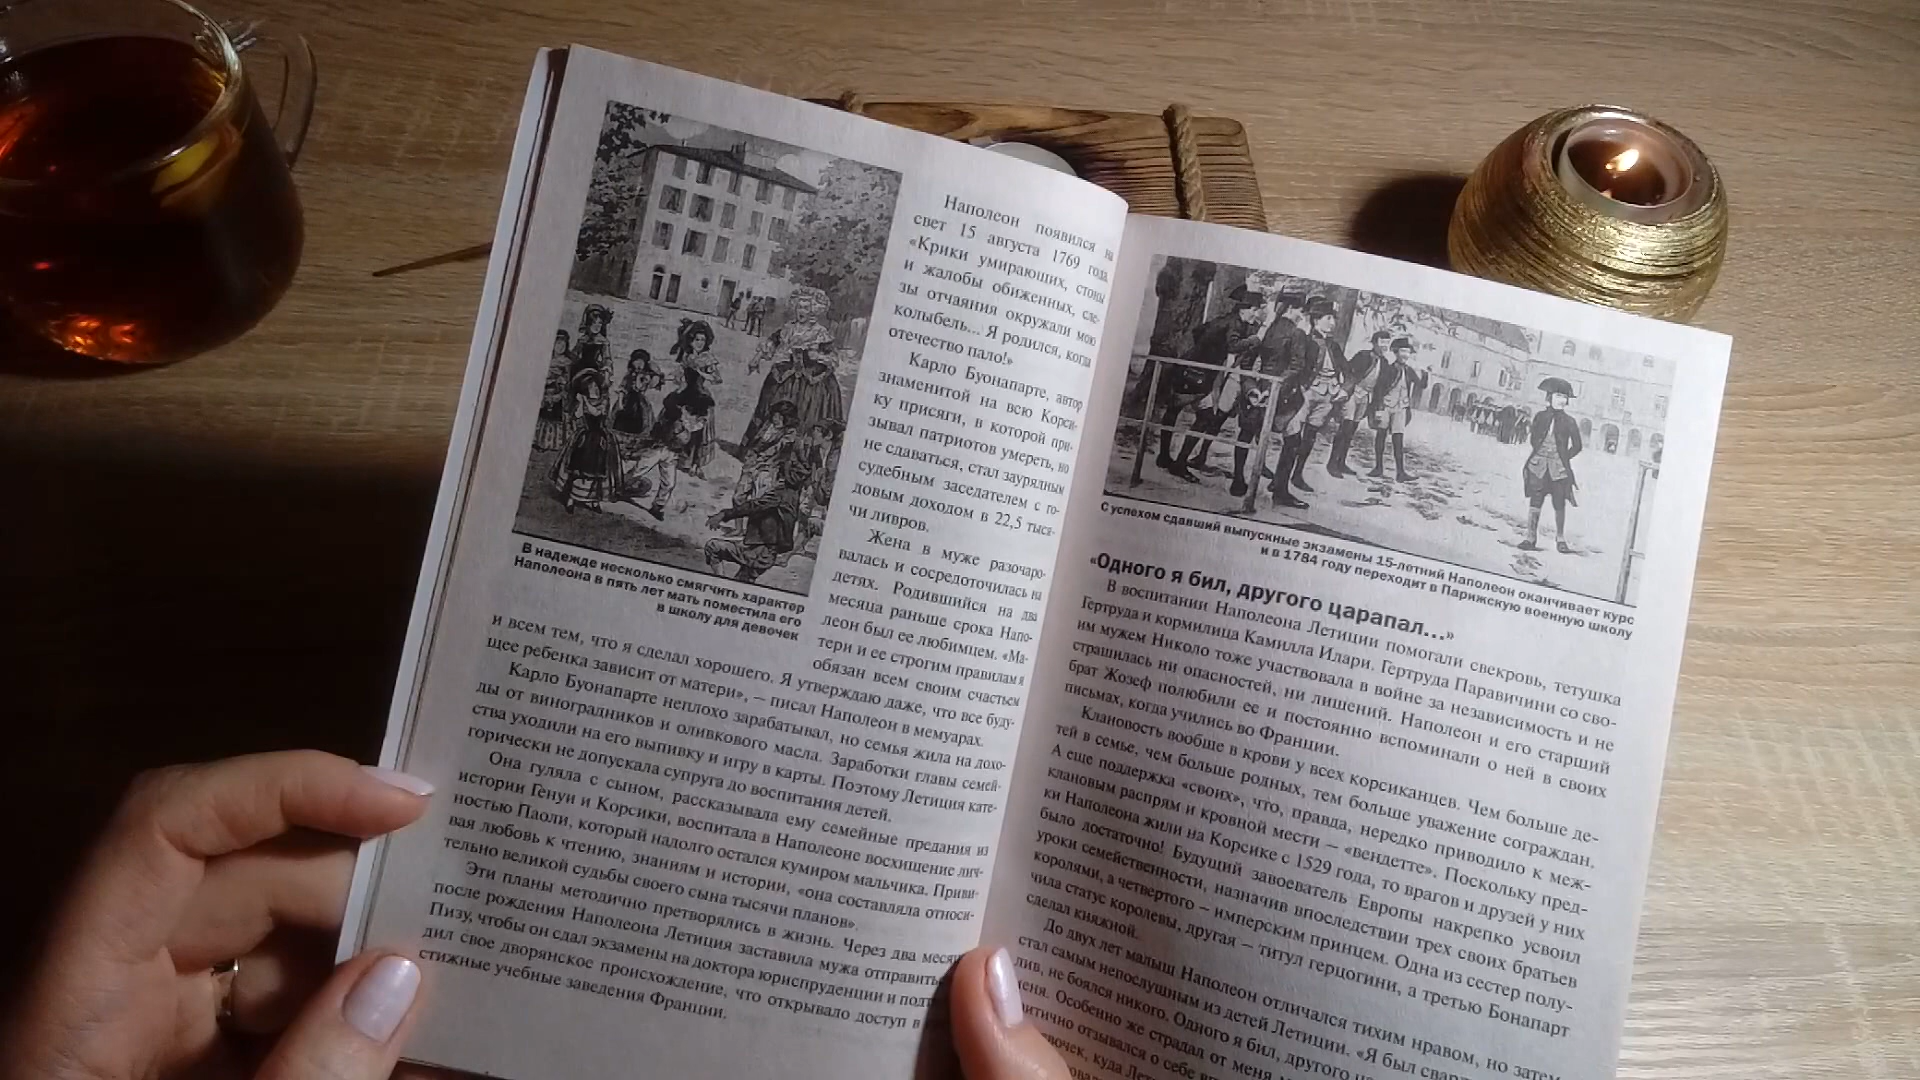 Наполеон появился на
свет 15 августа 1769 года.
«Крики умирающих, стоны
и жалобы обиженных, сле-
зы отчаяния окружали мою
колыбель... Я родился, когда
отечество пало!»
Карло Буонапарте, автор
знаменитой на всю Корси-
ку присяги, в которой при-
зывал патриотов умереть, но
не сдаваться, стал заурядным
судебным заседателем с го-
довым доходом в 22,5 тыся-
чи ливров.
Жена в муже разочаро-
валась и сосредоточилась на
детях. Родившийся на два
месяца раньше срока Напо-
леон был ее любимцем. «Ма-
тери и ее строгим правилам я
обязан всем своим счастьем
В надежде несколько смягчить характер
Наполеона в пять лет мать поместила его
в школу для девочек
и всем тем, что я сделал хорошего. Я утверждаю даже, что все буду-
щее ребенка зависит от матери», — писал Наполеон в мемуарах.
Карло Буонапарте неплохо зарабатывал, но семья жила на дохо-
ды от виноградников и оливкового масла. Заработки главы семей-
ства уходили на его выпивку и игру в карты. Поэтому Летиция кате-
горически не допускала супруга до воспитания детей.
Она гуляла с сыном, рассказывала ему семейные предания из
истории Генуи и Корсики, воспитала в Наполеоне восхищение лич-
ностью Паоли, который надолго остался кумиром мальчика. Приви-
вая любовь к чтению, знаниям и истории, «она составляла относи-
тельно великой судьбы своего сына тысячи планов».
Эти планы методично претворялись в жизнь. Через два
после рождения Наполеона Летиция заставила мужа отправить
Пизу, чтобы он сдал экзамены на доктора юриспруденции и
дил свое дворянское происхождение, что открывало доступ в
стижные учебные заведения Франции.
С успехом сдавший выпускные экзамены 15-летний Наполеон оканчивает курс
и в 1784 году переходит в Парижскую военную школу
«Одного я бил, другого царапал...»
В воспитании Наполеона Летиции помогали свекровь, тетушка
Гертруда и кормилица Камилла Илари. Гертруда Паравичини со сво-
им мужем Николо тоже участвовала в войне за независимость и не
страшилась ни опасностей, ни лишений. Наполеон и его старший
брат Жозеф полюбили ее и постоянно вспоминали о ней в своих
письмах, когда учились во Франции.
Клановость вообще в крови у всех корсиканцев. Чем больше де-
тей в семье, чем больше родных, тем больше уважение сограждан.
А еще поддержка «своих», что, правда, нередко приводило к меж-
клановым распрям и кровной мести – «вендетте». Поскольку пред-
ки Наполеона жили на Корсике с 1529 года, то врагов и друзей у них
было достаточно! Будущий завоеватель Европы накрепко усвоил
уроки семейственности, назначив впоследствии трех своих братьев
королями, а четвертого – имперским принцем. Одна из сестер полу-
чила статус королевы, другая – титул герцогини, а третью Бонапарт
сделал княжной.
До двух лет малыш Наполеон отличался тихим нравом, но затем
стал самым непослушным из детей Летиции. «Я был
лив, не боялся никого. Одного я бил, другого
меня. Особенно же страдал от меня
отзывался о себе
куда